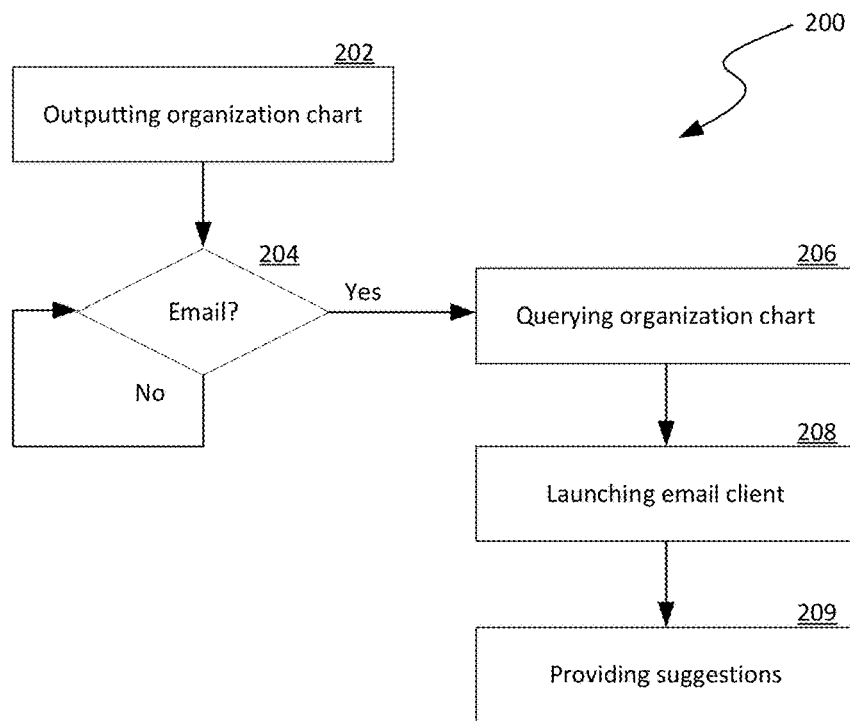 200
202
Outputting organization chart
204
Email?
Yes
No
206
Querying organization chart
208
Launching email client
209
Providing suggestions